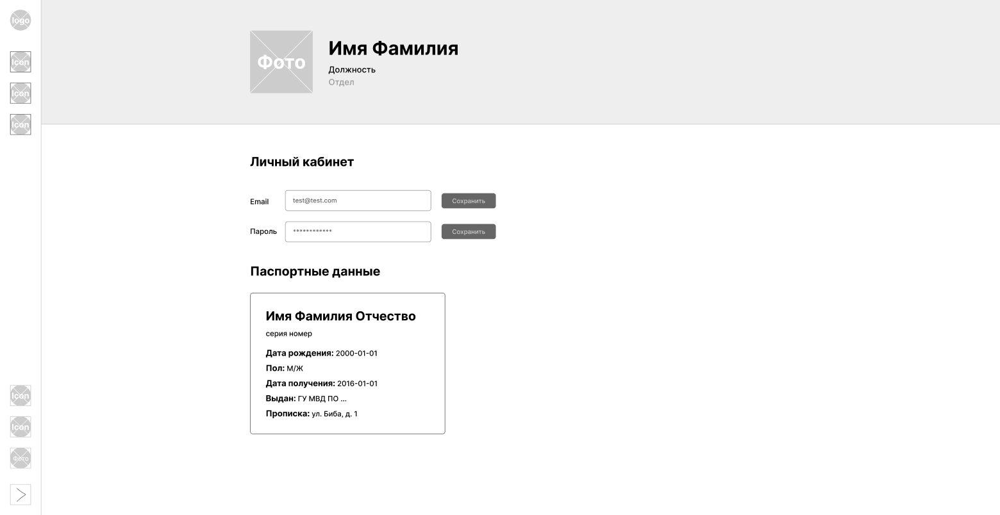 logo
Icon
Icon
Icon
Icon
Icon
Фото
Фото
Имя Фамилия
Должность
Отдел
Личный кабинет
Email test@test.com Сохранить
Пароль ************ Сохранить
Паспортные данные
Имя Фамилия Отчество
серия номер
Дата рождения: 2000-01-01
Пол: М/Ж
Дата получения: 2016-01-01
Выдан: ГУ МВД ПО ...
Прописка: ул. Биба, д. 1